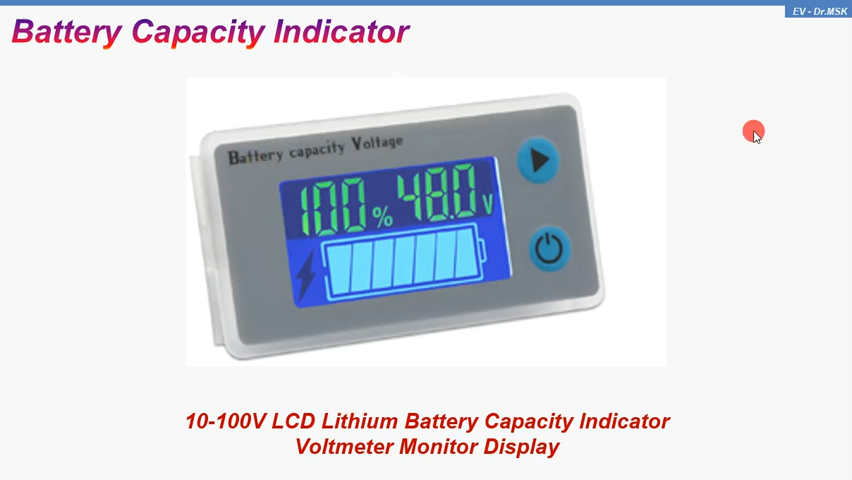 EV - Dr.MSK
Battery Capacity Indicator
Battery capacity Voltage
100% 48.0V
10-100V LCD Lithium Battery Capacity Indicator
Voltmeter Monitor Display